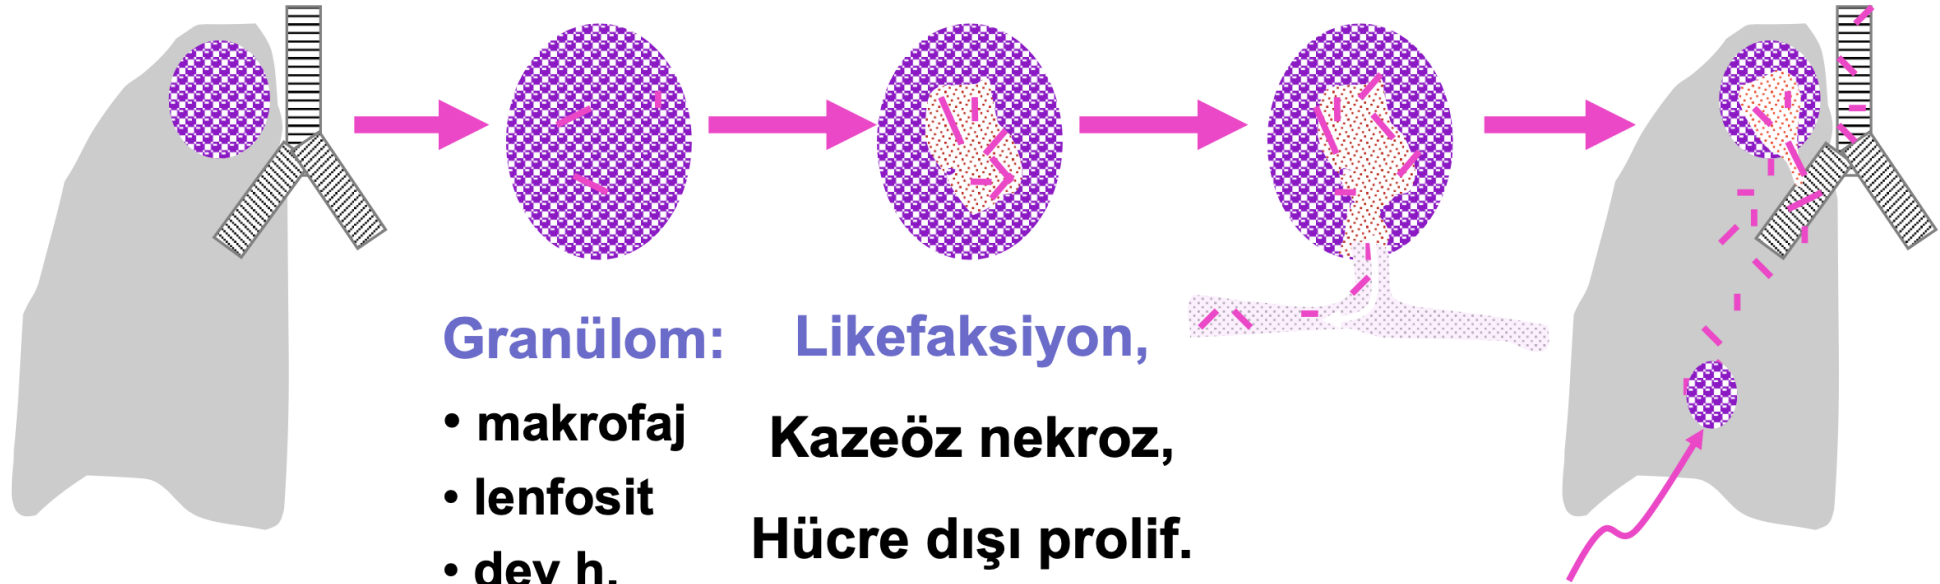 Granülom:
• makrofaj
• lenfosit
• dev h.
Likefaksiyon,
Kazeöz nekroz,
Hücre dışı prolif.